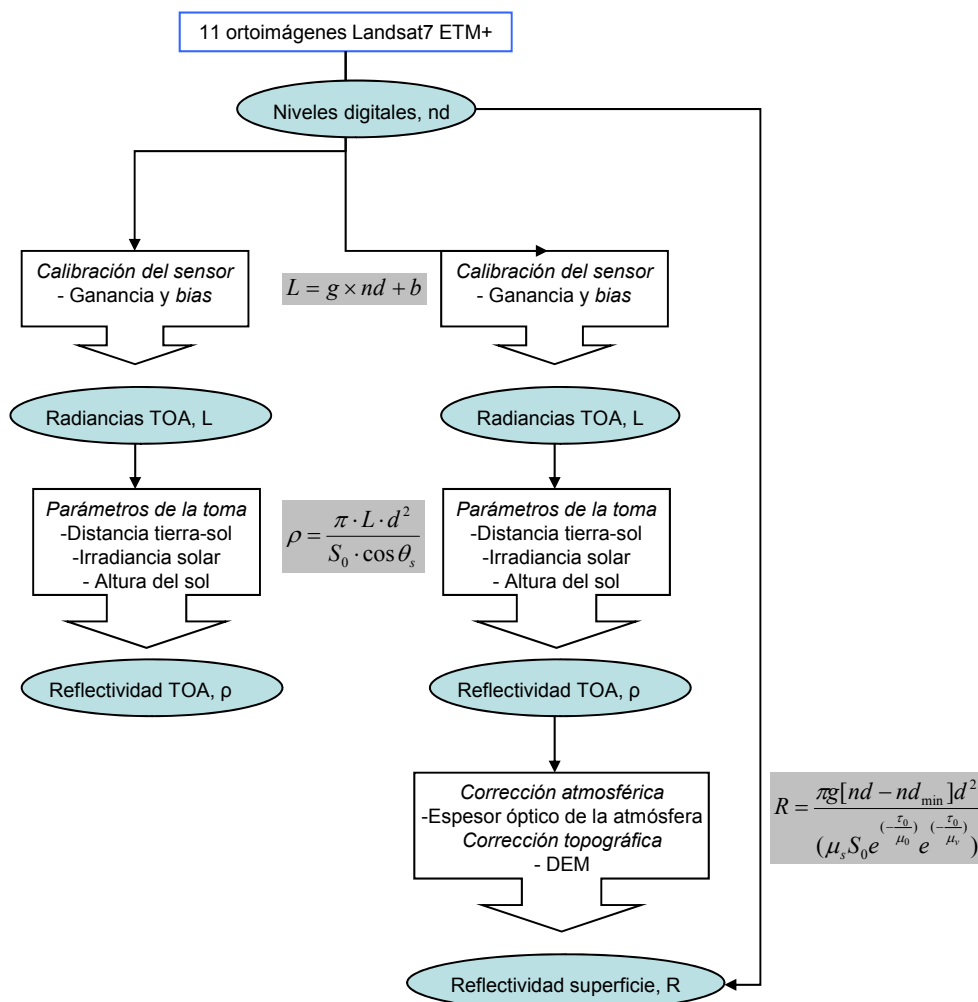 11 ortoimágenes Landsat7 ETM+
Niveles digitales, nd
Calibración del sensor
- Ganancia y bias
L = g × nd + b
Calibración del sensor
- Ganancia y bias
Radiancias TOA, L
Radiancias TOA, L
Parámetros de la toma
-Distancia tierra-sol
-Irradiancia solar
- Altura del sol
ρ = π · L · d² / S₀ · cos θₛ
Parámetros de la toma
-Distancia tierra-sol
-Irradiancia solar
- Altura del sol
Reflectividad TOA, ρ
Reflectividad TOA, ρ
Corrección atmosférica
-Espesor óptico de la atmósfera
Corrección topográfica
- DEM
R = πg[nd − nd_min]d² / (μₛS₀e^(−τ₀/μ₀) e^(−τ₀/μᵥ))
Reflectividad superficie, R